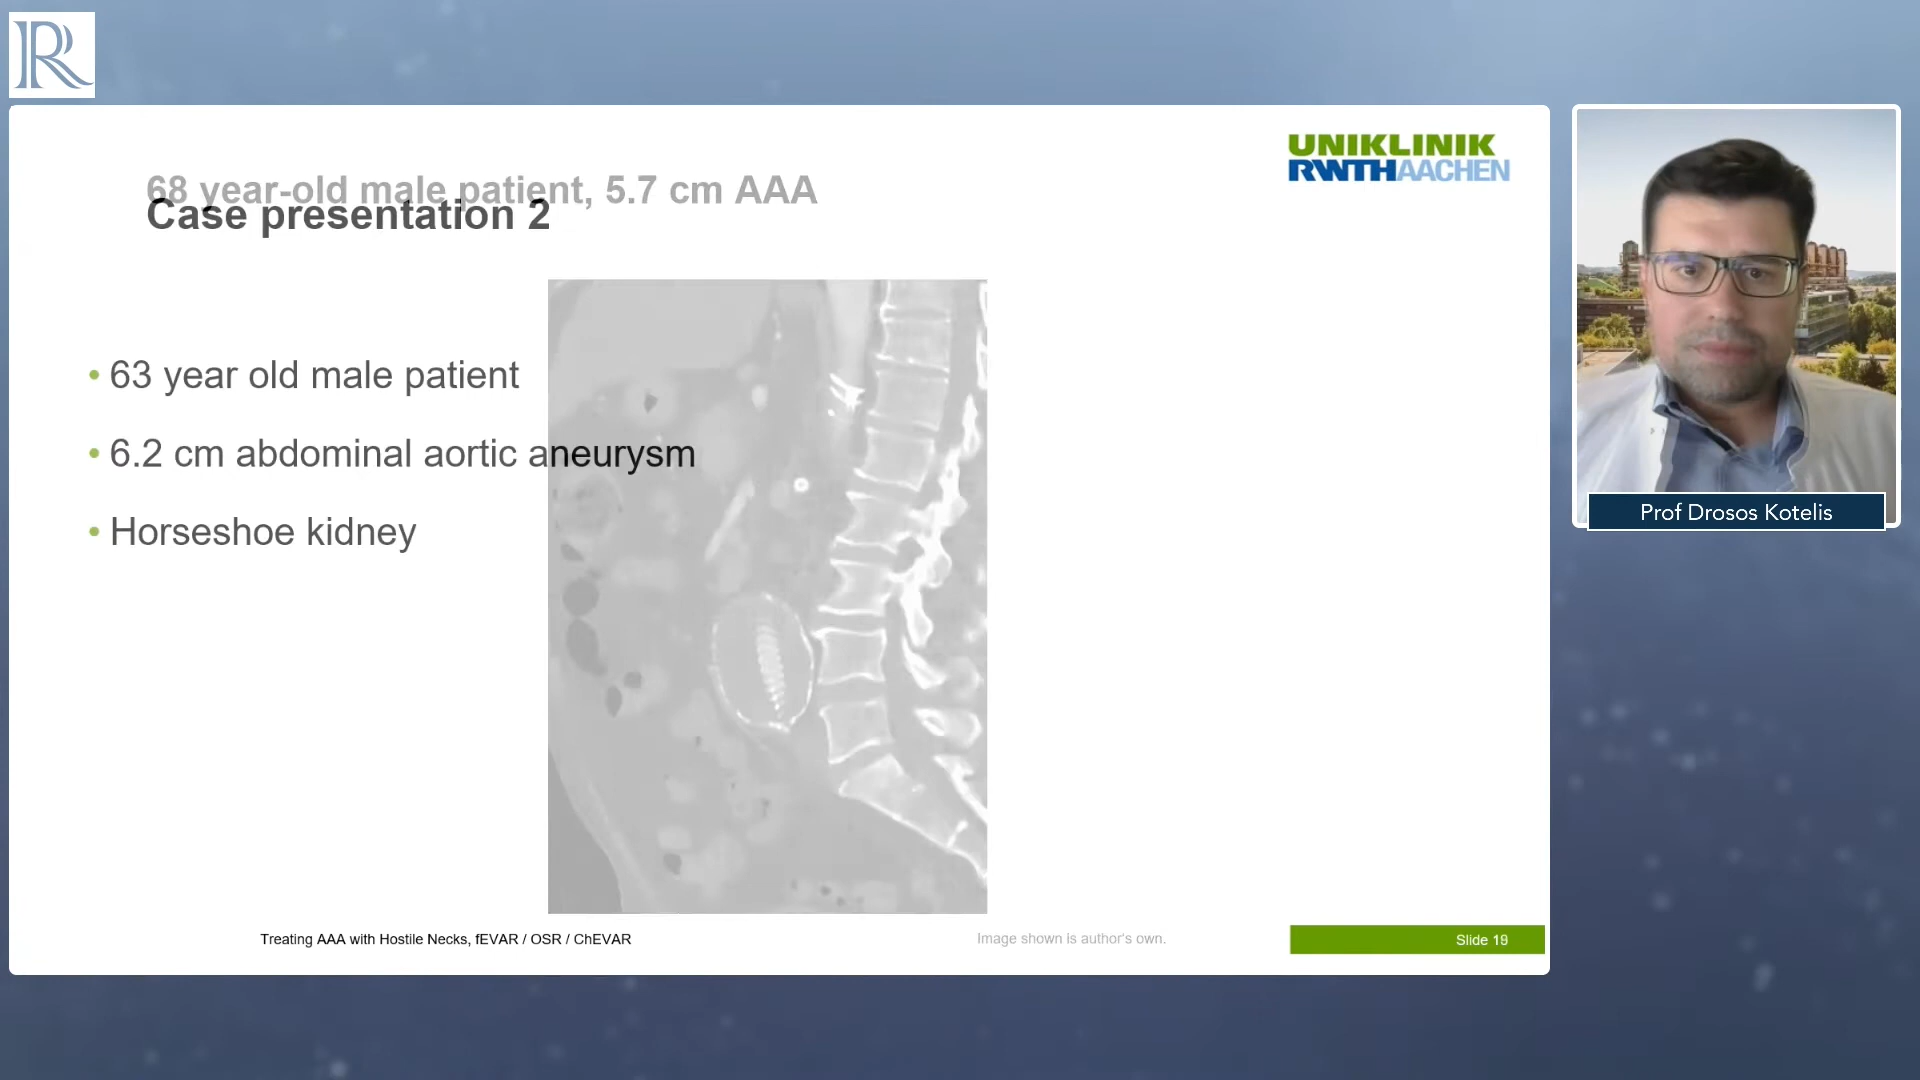 R
UNIKLINIK
RWTHAACHEN
68 year-old male patient, 5.7 cm AAA
Case presentation 2
• 63 year old male patient
• 6.2 cm abdominal aortic aneurysm
• Horseshoe kidney
Prof Drosos Kotelis
Treating AAA with Hostile Necks, fEVAR / OSR / ChEVAR
Image shown is author's own.
Slide 19